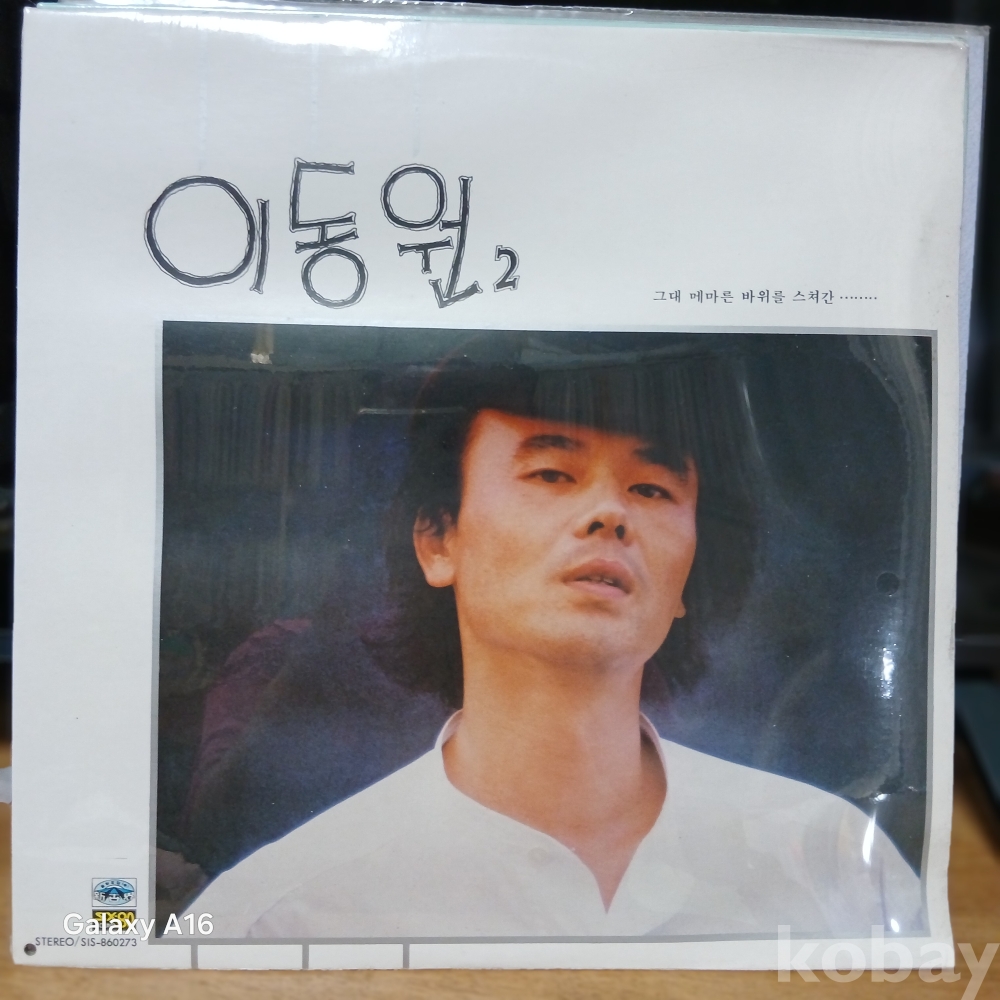 이동원 2
그대 메마른 바위를 스쳐간 ········
Galaxy A16
STEREO/SIS-860273
kobay